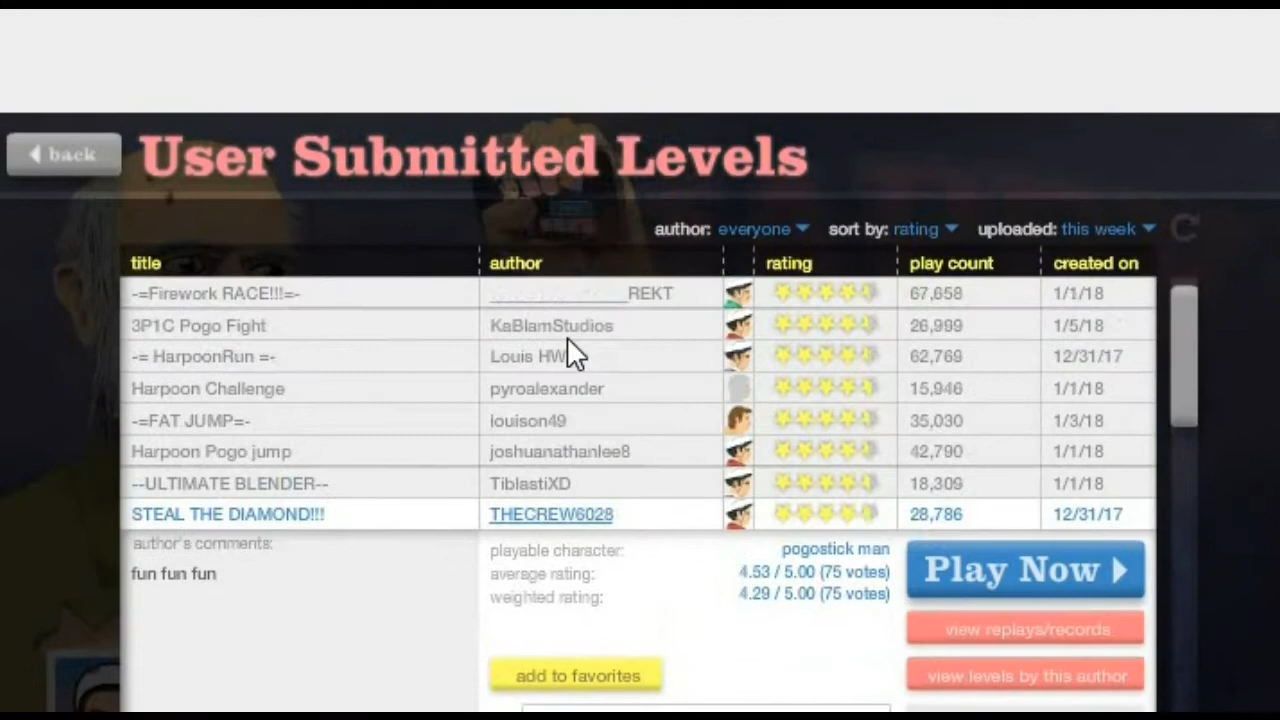 back
User Submitted Levels
author: everyone sort by: rating uploaded: this week
title author rating play count created on
-=Firework RACE!!!=- REKT 67,658 1/1/18
3P1C Pogo Fight KaBlamStudios 26,999 1/5/18
-= HarpoonRun =- Louis HW 62,769 12/31/17
Harpoon Challenge pyroalexander 15,946 1/1/18
-=FAT JUMP=- louison49 35,030 1/3/18
Harpoon Pogo jump joshuanathanlee8 42,790 1/1/18
--ULTIMATE BLENDER-- TiblastiXD 18,309 1/1/18
STEAL THE DIAMOND!!! THECREW6028 28,786 12/31/17
author's comments:
fun fun fun
playable character: pogostick man
average rating: 4.53 / 5.00 (75 votes)
weighted rating: 4.29 / 5.00 (75 votes)
Play Now
view replays/records
add to favorites
view levels by this author